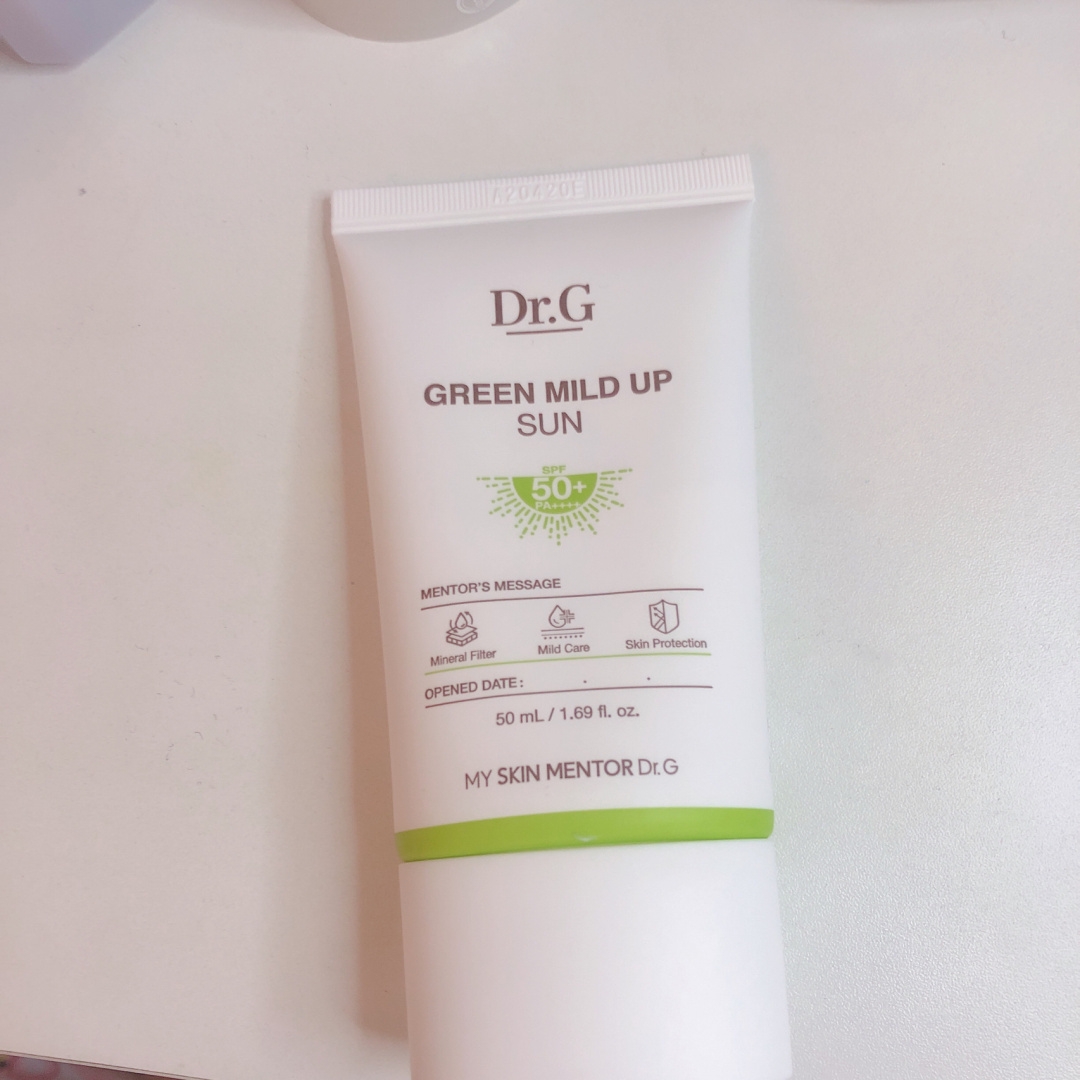 Dr.G
GREEN MILD UP
SUN
SPF
50+
PA++++
MENTOR'S MESSAGE
Mineral Filter
Mild Care
Skin Protection
OPENED DATE : . .
50 mL / 1.69 fl. oz.
MY SKIN MENTOR Dr.G